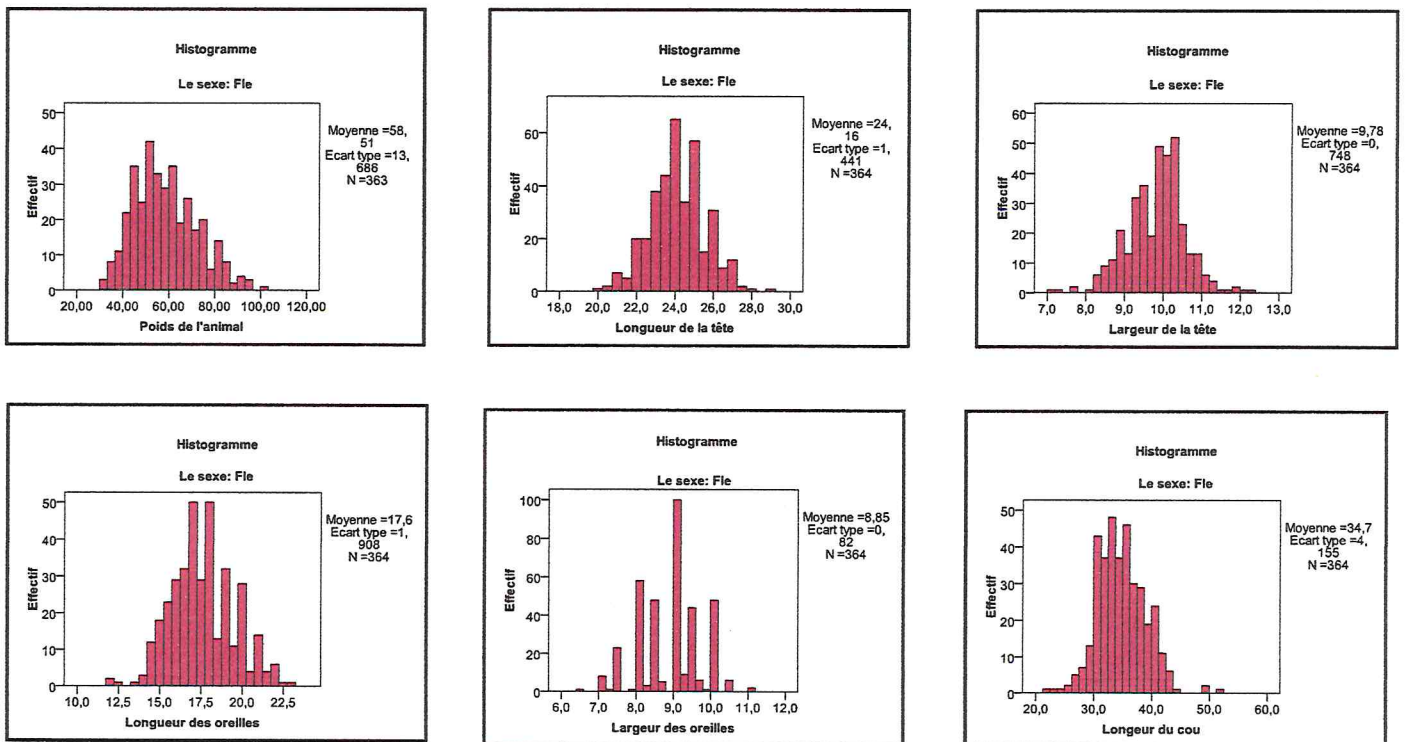 Histogramme
Le sexe: Fle
50
40
30
20
10
0
Effectif
20,00 40,00 60,00 80,00 100,00 120,00
Poids de l'animal
Moyenne =58,
51
Ecart type =13,
686
N =363
Histogramme
Le sexe: Fle
60
40
20
0
Effectif
18,0 20,0 22,0 24,0 26,0 28,0 30,0
Longueur de la tête
Moyenne =24,
16
Ecart type =1,
441
N =364
Histogramme
Le sexe: Fle
60
50
40
30
20
10
0
Effectif
7,0 8,0 9,0 10,0 11,0 12,0 13,0
Largeur de la tête
Moyenne =9,78
Ecart type =0,
748
N =364
Histogramme
Le sexe: Fle
50
40
30
20
10
0
Effectif
10,0 12,5 15,0 17,5 20,0 22,5
Longueur des oreilles
Moyenne =17,6
Ecart type =1,
908
N =364
Histogramme
Le sexe: Fle
100
80
60
40
20
0
Effectif
6,0 7,0 8,0 9,0 10,0 11,0 12,0
Largeur des oreilles
Moyenne =8,85
Ecart type =0,
82
N =364
Histogramme
Le sexe: Fle
50
40
30
20
10
0
Effectif
20,0 30,0 40,0 50,0 60,0
Longeur du cou
Moyenne =34,7
Ecart type =4,
155
N =364